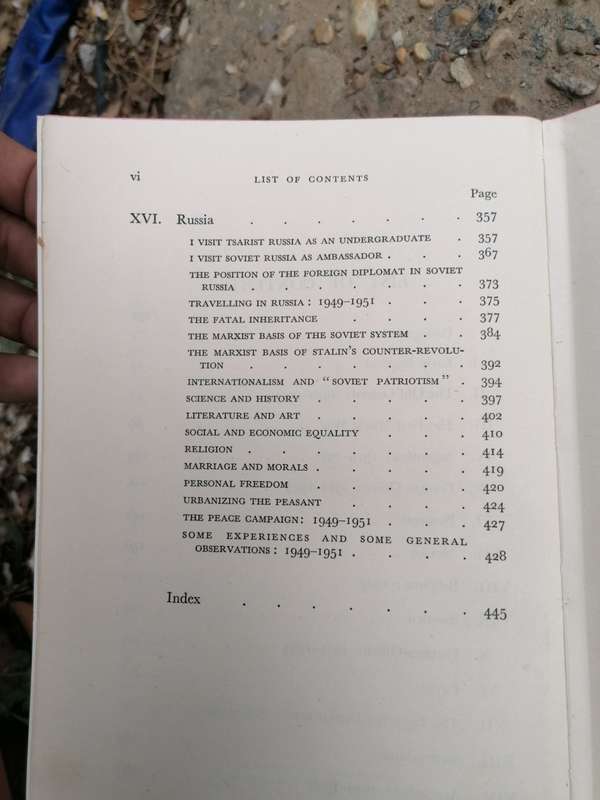 vi
LIST OF CONTENTS
Page
XVI. Russia . . . . . . . 357
I VISIT TSARIST RUSSIA AS AN UNDERGRADUATE . 357
I VISIT SOVIET RUSSIA AS AMBASSADOR . . . 367
THE POSITION OF THE FOREIGN DIPLOMAT IN SOVIET
RUSSIA . . . . . . . 373
TRAVELLING IN RUSSIA: 1949–1951 . . . 375
THE FATAL INHERITANCE . . . . 377
THE MARXIST BASIS OF THE SOVIET SYSTEM . . 384
THE MARXIST BASIS OF STALIN'S COUNTER-REVOLU-
TION . . . . . . 392
INTERNATIONALISM AND "SOVIET PATRIOTISM" . 394
SCIENCE AND HISTORY . . . . . 397
LITERATURE AND ART . . . . . 402
SOCIAL AND ECONOMIC EQUALITY . . . 410
RELIGION . . . . . . . 414
MARRIAGE AND MORALS . . . . . 419
PERSONAL FREEDOM . . . . . 420
URBANIZING THE PEASANT . . . . 424
THE PEACE CAMPAIGN: 1949–1951 . . . 427
SOME EXPERIENCES AND SOME GENERAL
OBSERVATIONS: 1949–1951 . . . . 428
Index . . . . . . . 445